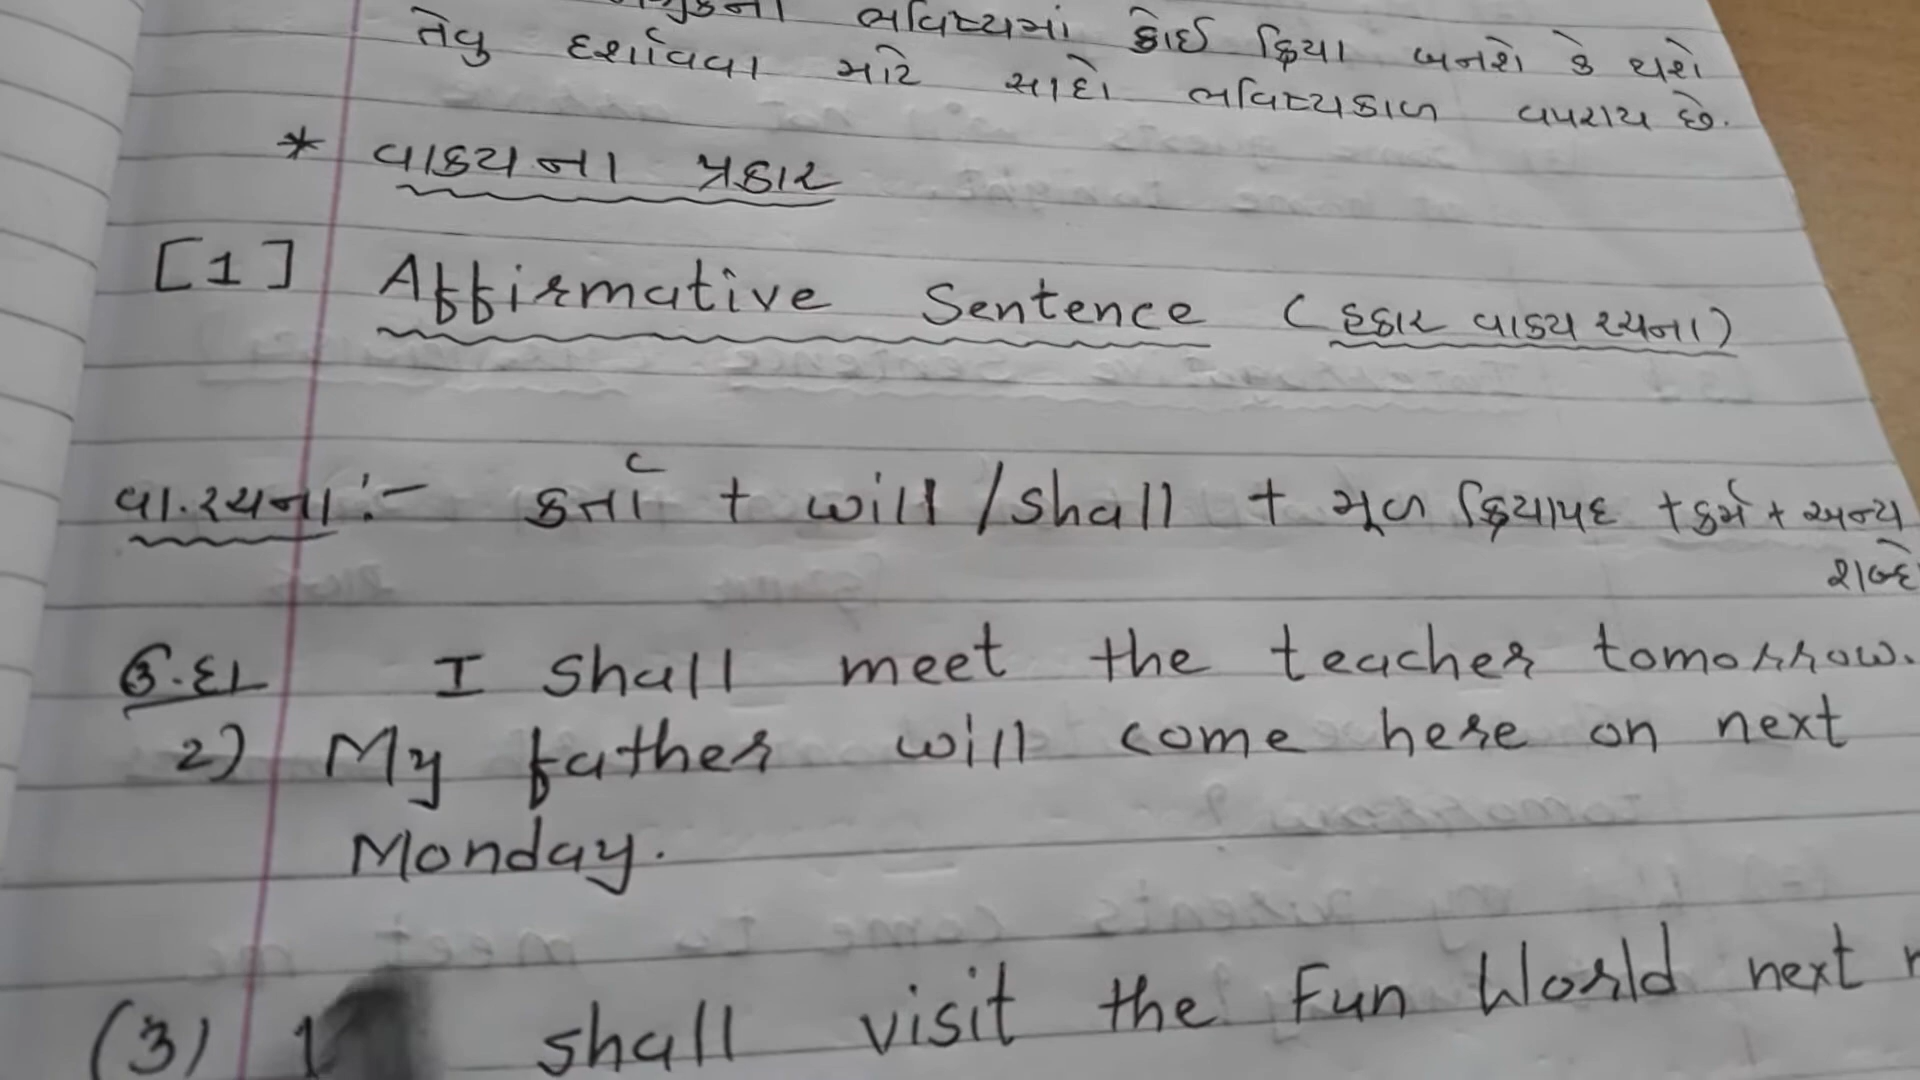 ભવિષ્યમાં કોઈ ક્રિયા બનશે કે થશે
તેવુ દર્શાવવા માટે સાદો ભવિષ્યકાળ વપરાય છે.
* વાક્યના પ્રકાર
[1] Affirmative Sentence (હકાર વાક્ય રચના)
વા.રચના :- કર્તા + will /shall + મૂળ ક્રિયાપદ + કર્મ + અન્ય
શબ્દ
ઉ.દા I shall meet the teacher tomorrow.
2) My father will come here on next
Monday.
(3) shall visit the Fun World next